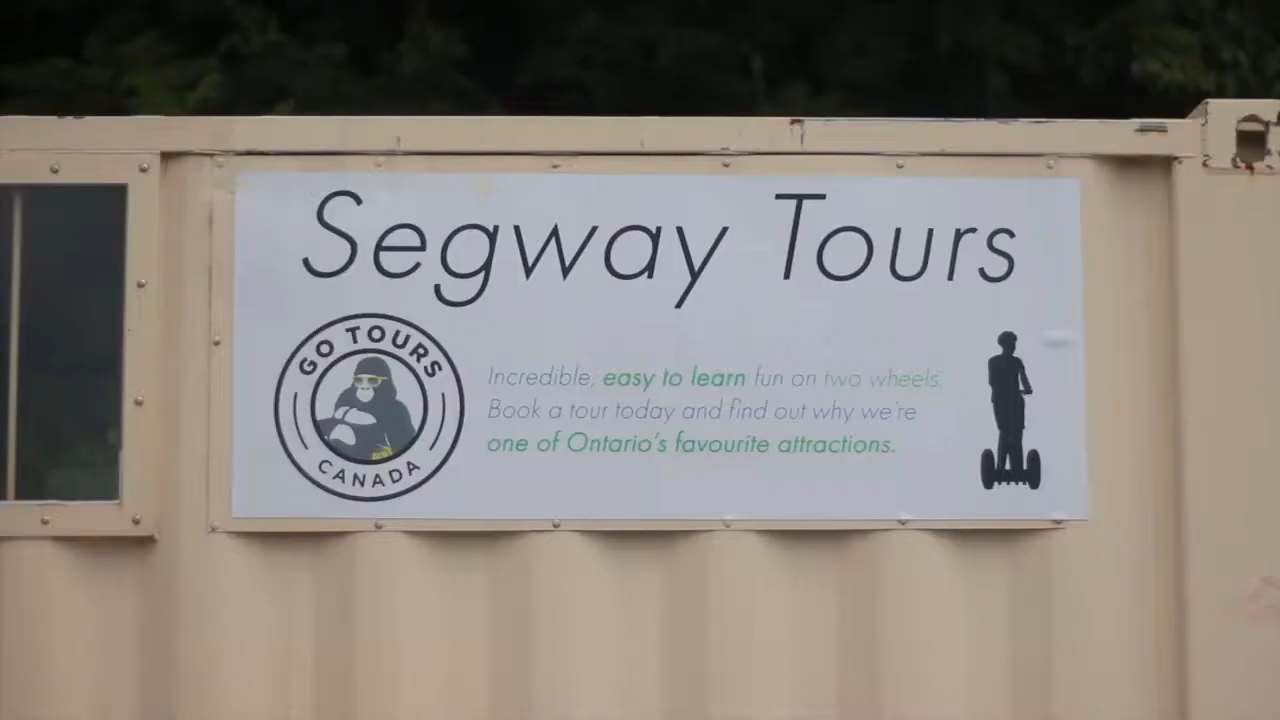 Segway Tours
GO TOURS
CANADA
Incredible, easy to learn fun on two wheels.
Book a tour today and find out why we're
one of Ontario's favourite attractions.